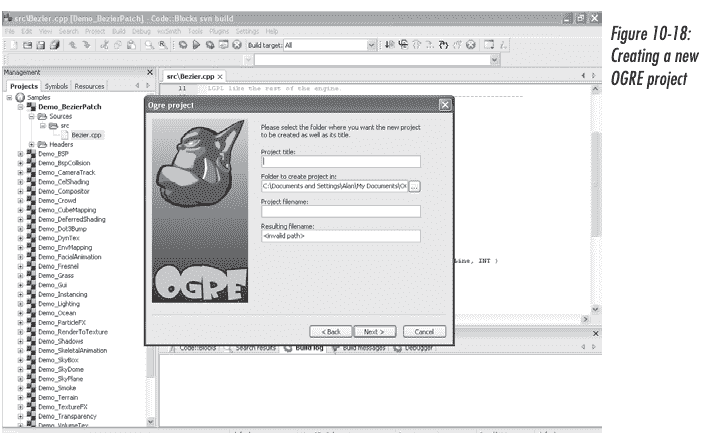 src\Bezier.cpp [Demo_BezierPatch] - Code::Blocks svn build
File Edit View Search Project Build Debug wxSmith Tools Plugins Settings Help
Build target: All
Management
Projects Symbols Resources
Samples
Demo_BezierPatch
Sources
src
Bezier.cpp
Headers
Demo_BSP
Demo_BspCollision
Demo_CameraTrack
Demo_CelShading
Demo_Compositor
Demo_Crowd
Demo_CubeMapping
Demo_DeferredShading
Demo_Dot3Bump
Demo_DynTex
Demo_EnvMapping
Demo_FacialAnimation
Demo_Fresnel
Demo_Grass
Demo_Gui
Demo_Instancing
Demo_Lighting
Demo_Ocean
Demo_ParticleFX
Demo_RenderToTexture
Demo_Shadows
Demo_SkeletalAnimation
Demo_SkyBox
Demo_SkyDome
Demo_SkyPlane
Demo_Smoke
Demo_Terrain
Demo_TextureFX
Demo_Transparency
Demo_VolumeTex
src\Bezier.cpp
11 LGPL like the rest of the engine.
Ogre project
OGRE
Please select the folder where you want the new project
to be created as well as its title.
Project title:
Folder to create project in:
C:\Documents and Settings\Alan\My Documents\O
...
Project filename:
Resulting filename:
<invalid path>
< Back Next > Cancel
Line, INT )
Code::Blocks Search results Build log Build messages Debugger
Figure 10-18:
Creating a new
OGRE project